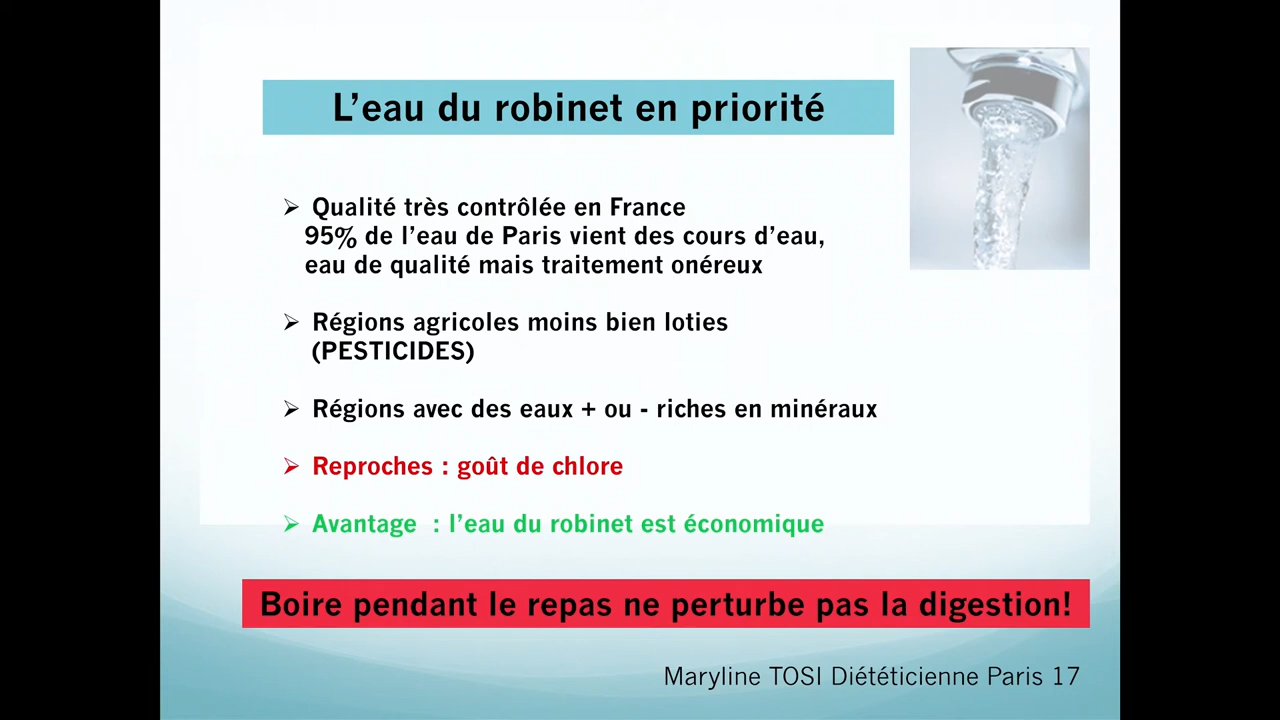 L'eau du robinet en priorité
➢ Qualité très contrôlée en France
95% de l'eau de Paris vient des cours d'eau,
eau de qualité mais traitement onéreux
➢ Régions agricoles moins bien loties
(PESTICIDES)
➢ Régions avec des eaux + ou - riches en minéraux
➢ Reproches : goût de chlore
➢ Avantage : l'eau du robinet est économique
Boire pendant le repas ne perturbe pas la digestion!
Maryline TOSI Diététicienne Paris 17